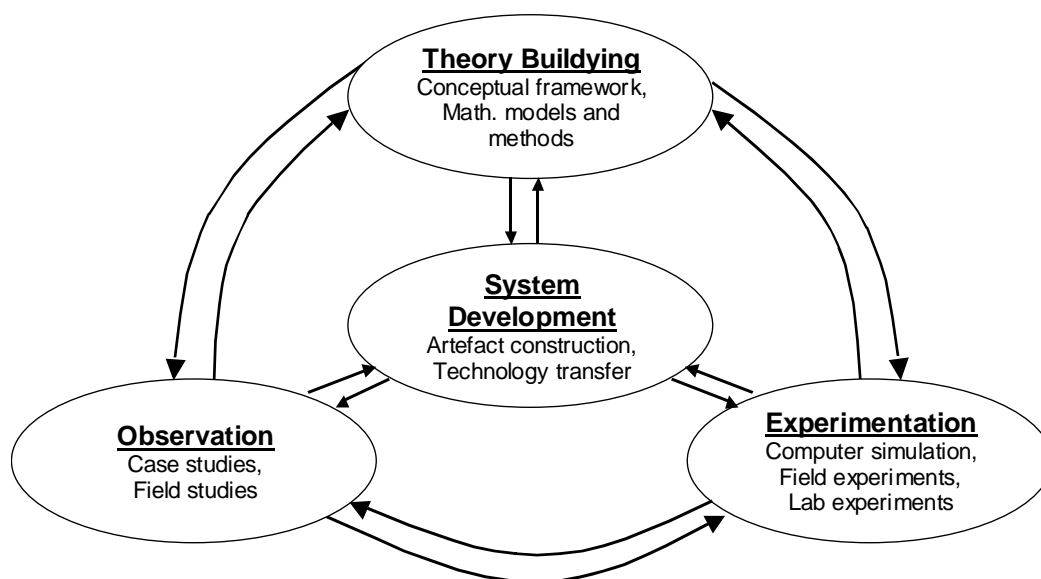 Theory Buildying
Conceptual framework,
Math. models and
methods
System
Development
Artefact construction,
Technology transfer
Observation
Case studies,
Field studies
Experimentation
Computer simulation,
Field experiments,
Lab experiments